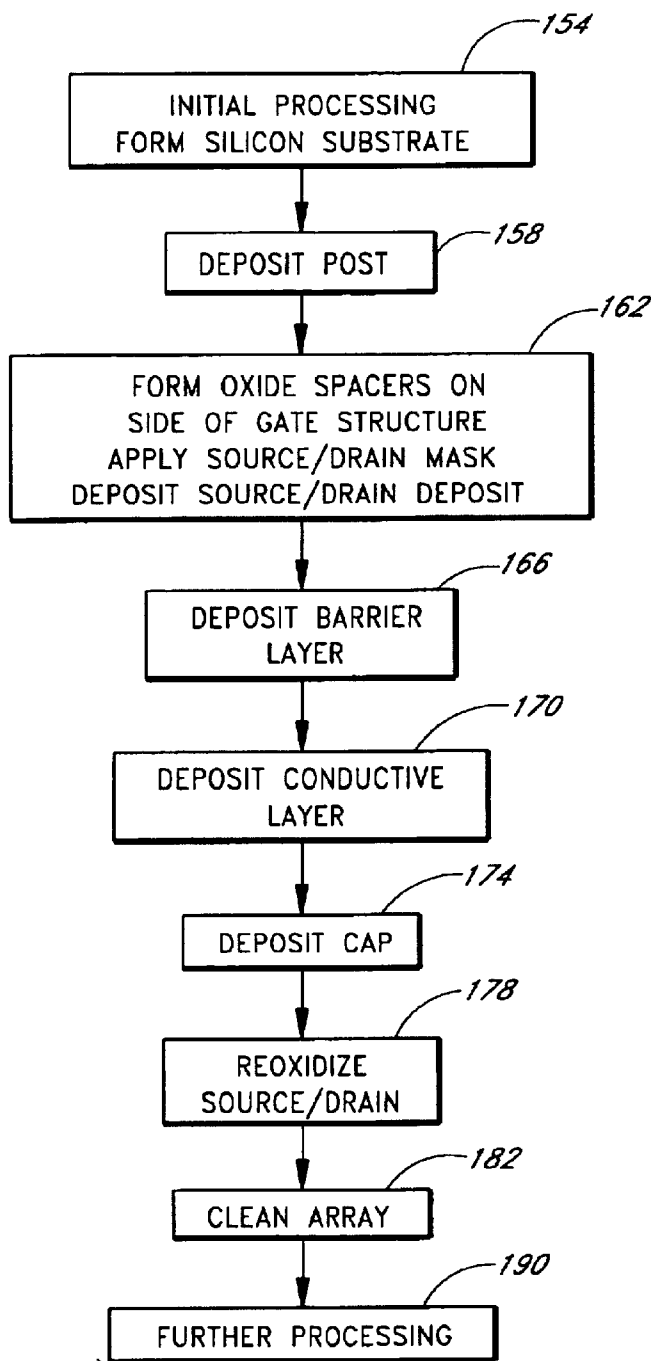 154
INITIAL PROCESSING
FORM SILICON SUBSTRATE
158
DEPOSIT POST
162
FORM OXIDE SPACERS ON
SIDE OF GATE STRUCTURE
APPLY SOURCE/DRAIN MASK
DEPOSIT SOURCE/DRAIN DEPOSIT
166
DEPOSIT BARRIER
LAYER
170
DEPOSIT CONDUCTIVE
LAYER
174
DEPOSIT CAP
178
REOXIDIZE
SOURCE/DRAIN
182
CLEAN ARRAY
190
FURTHER PROCESSING